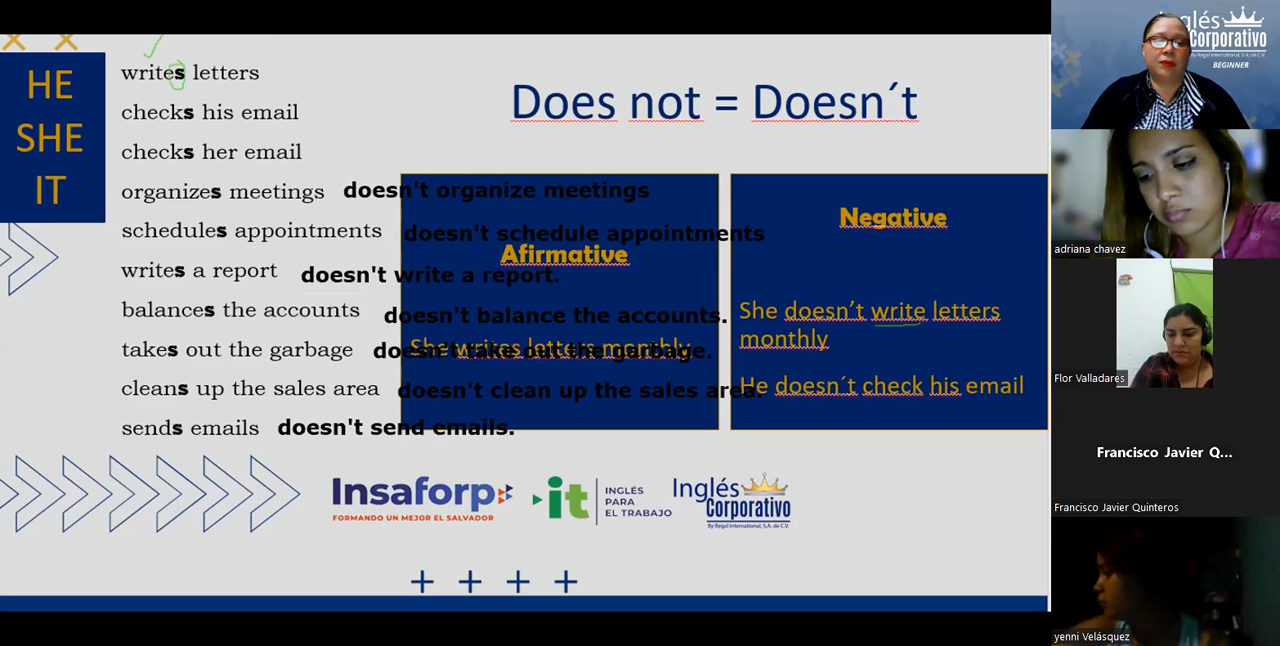 HE
SHE
IT
writes letters
checks his email
checks her email
organizes meetings doesn't organize meetings
schedules appointments doesn't schedule appointments
writes a report doesn't write a report.
balances the accounts doesn't balance the accounts.
takes out the garbage doesn't take out the garbage.
cleans up the sales area doesn't clean up the sales area.
sends emails doesn't send emails.
Does not = Doesn´t
Afirmative
She writes letters monthly
Negative
She doesn’t write letters
monthly
He doesn´t check his email
Insaforp
FORMANDO UN MEJOR EL SALVADOR
it
INGLÉS
PARA
EL TRABAJO
Inglés
Corporativo
By Regal International, S.A. de C.V.
Inglés
Corporativo
By Regal International, S.A. de C.V.
BEGINNER
adriana chavez
Flor Valladares
Francisco Javier Q...
Francisco Javier Quinteros
yenni Velásquez